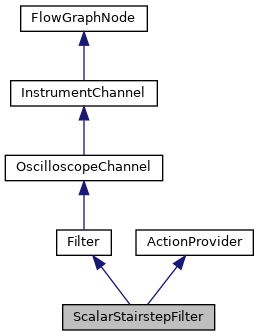 FlowGraphNode
InstrumentChannel
OscilloscopeChannel
Filter
ActionProvider
ScalarStairstepFilter